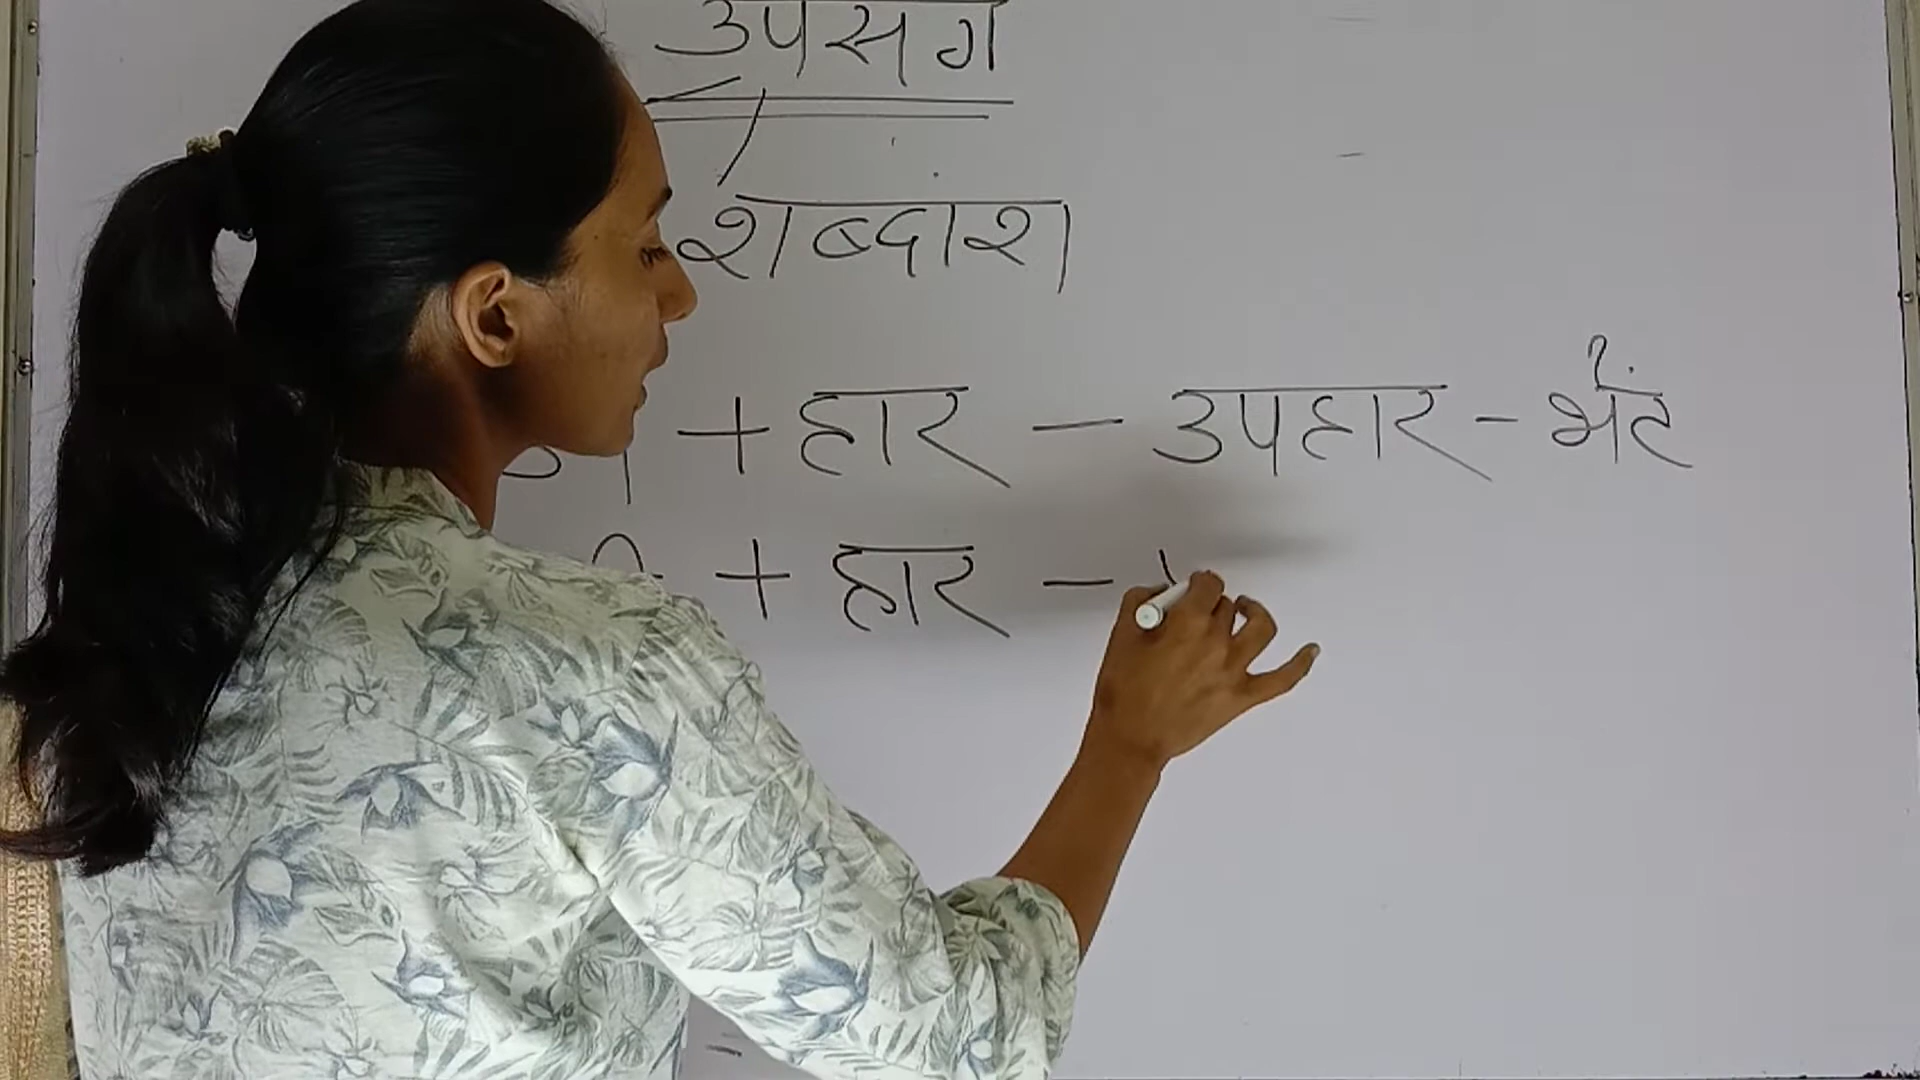 उपसर्ग
शब्दांश
+ हार - उपहार - भेंट
+ हार -